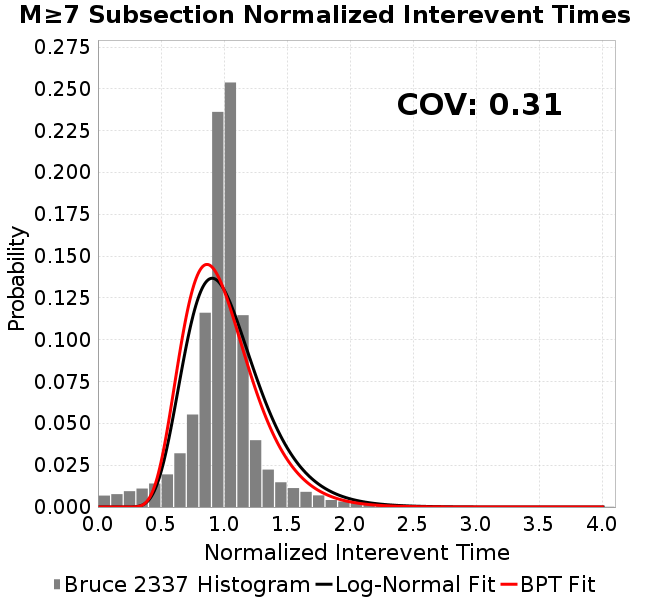 M≥7 Subsection Normalized Interevent Times
COV: 0.31
0.275
0.250
0.225
0.200
0.175
0.150
0.125
0.100
0.075
0.050
0.025
0.000
Probability
0.0 0.5 1.0 1.5 2.0 2.5 3.0 3.5 4.0
Normalized Interevent Time
Bruce 2337 Histogram Log-Normal Fit BPT Fit